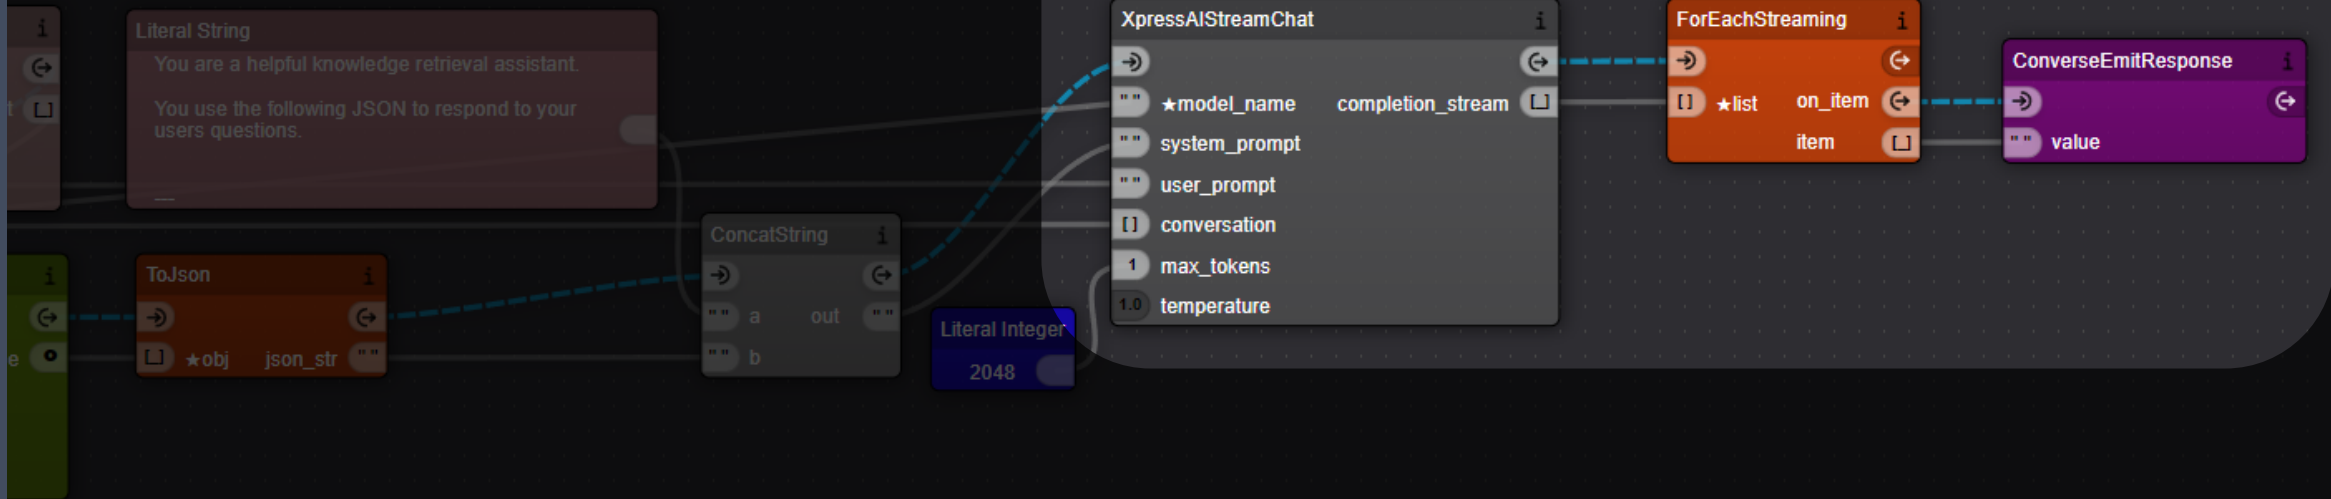 Literal String
You are a helpful knowledge retrieval assistant.
You use the following JSON to respond to your
users questions.
---
t
e
ToJson
★obj json_str
ConcatString
a out
b
Literal Integer
2048
XpressAIStreamChat
★model_name completion_stream
system_prompt
user_prompt
conversation
1 max_tokens
1.0 temperature
ForEachStreaming
★list on_item
item
ConverseEmitResponse
value